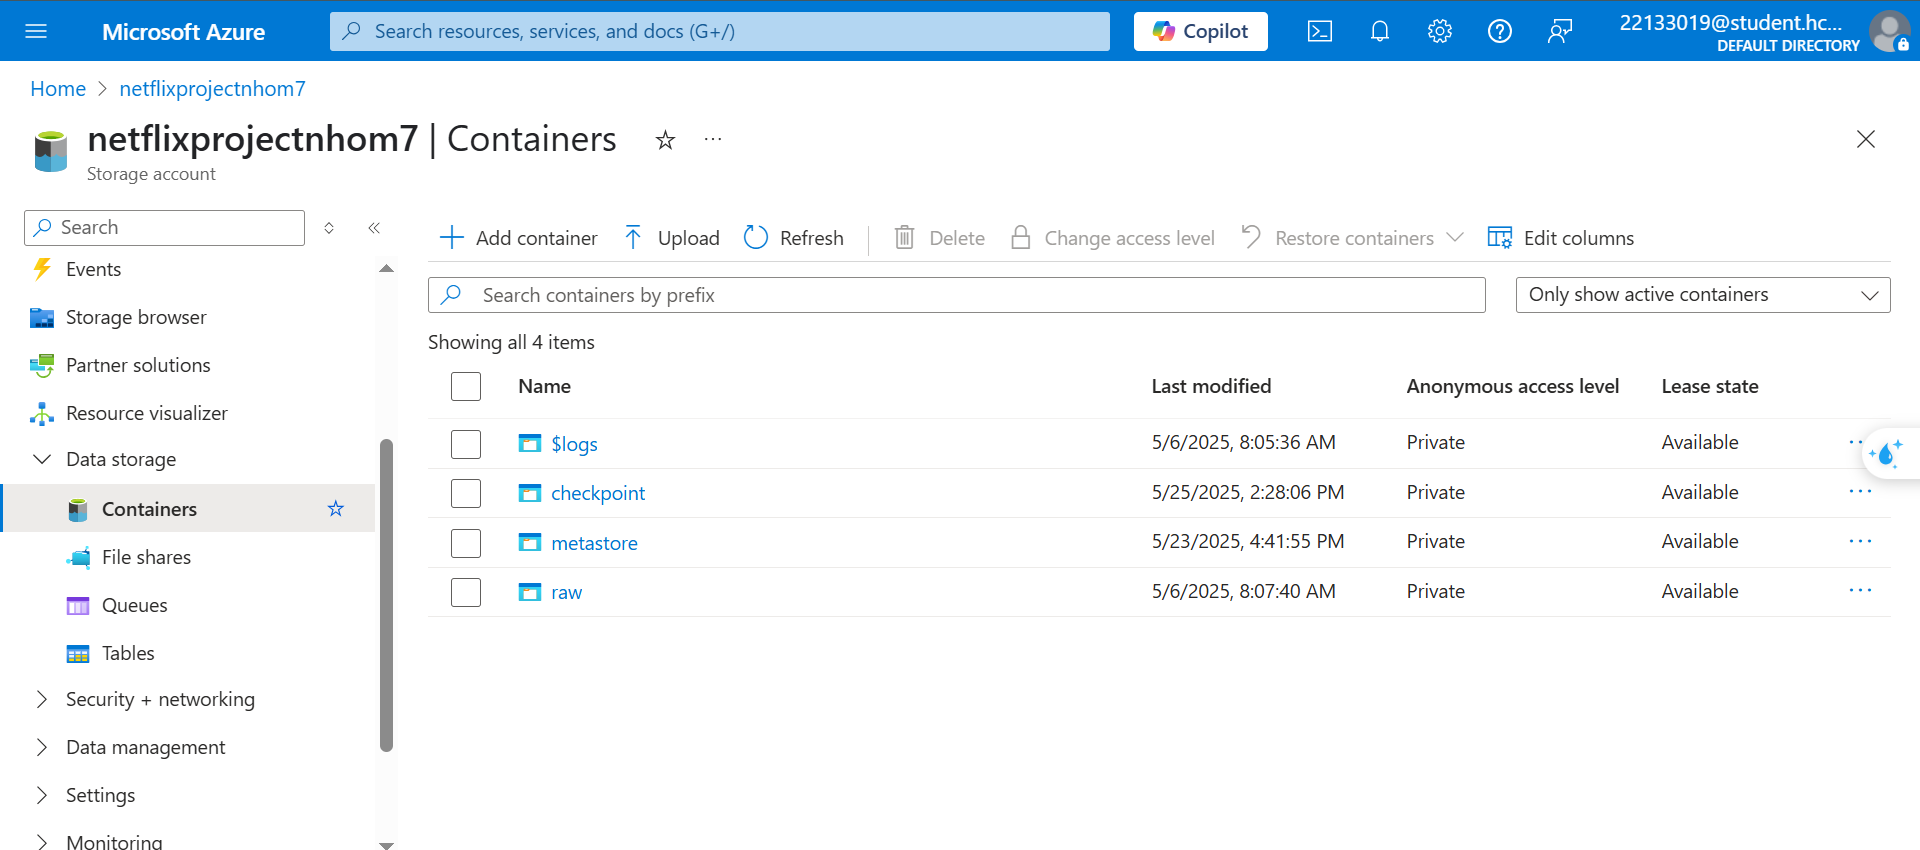 Microsoft Azure
Search resources, services, and docs (G+/)
Copilot
22133019@student.hc...
DEFAULT DIRECTORY
Home > netflixprojectnhom7
netflixprojectnhom7 | Containers
Storage account
Search
Events
Storage browser
Partner solutions
Resource visualizer
Data storage
Containers
File shares
Queues
Tables
Security + networking
Data management
Settings
Monitoring
Add container Upload Refresh Delete Change access level Restore containers Edit columns
Search containers by prefix
Only show active containers
Showing all 4 items
Name Last modified Anonymous access level Lease state
$logs 5/6/2025, 8:05:36 AM Private Available
checkpoint 5/25/2025, 2:28:06 PM Private Available
metastore 5/23/2025, 4:41:55 PM Private Available
raw 5/6/2025, 8:07:40 AM Private Available